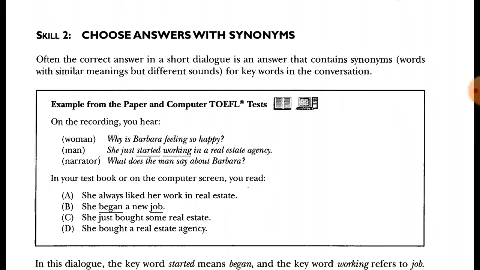 SKILL 2: CHOOSE ANSWERS WITH SYNONYMS
Often the correct answer in a short dialogue is an answer that contains synonyms (words
with similar meanings but different sounds) for key words in the conversation.
Example from the Paper and Computer TOEFL® Tests
On the recording, you hear:
(woman) Why is Barbara feeling so happy?
(man) She just started working in a real estate agency.
(narrator) What does the man say about Barbara?
In your test book or on the computer screen, you read:
(A) She always liked her work in real estate.
(B) She began a new job.
(C) She just bought some real estate.
(D) She bought a real estate agency.
In this dialogue, the key word started means began, and the key word working refers to job.